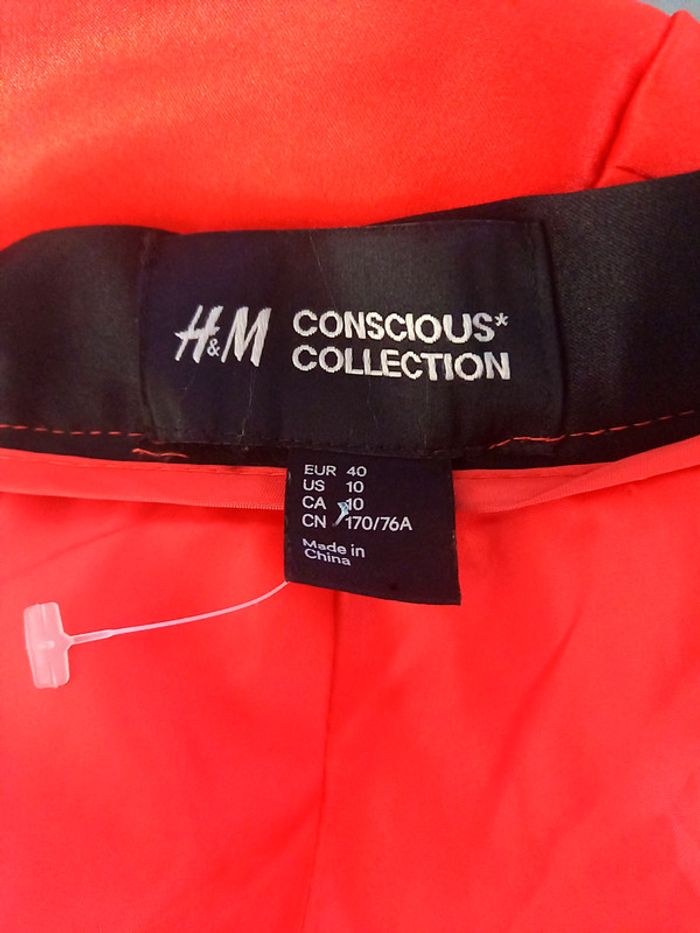 H&M CONSCIOUS*
COLLECTION
EUR 40
US 10
CA 10
CN 170/76A
Made in
China